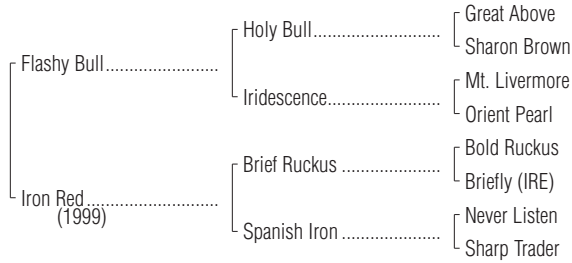 Great Above
Holy Bull
Sharon Brown
Flashy Bull
Mt. Livermore
Iridescence
Orient Pearl
Bold Ruckus
Brief Ruckus
Briefly (IRE)
Iron Red
(1999)
Never Listen
Spanish Iron
Sharp Trader